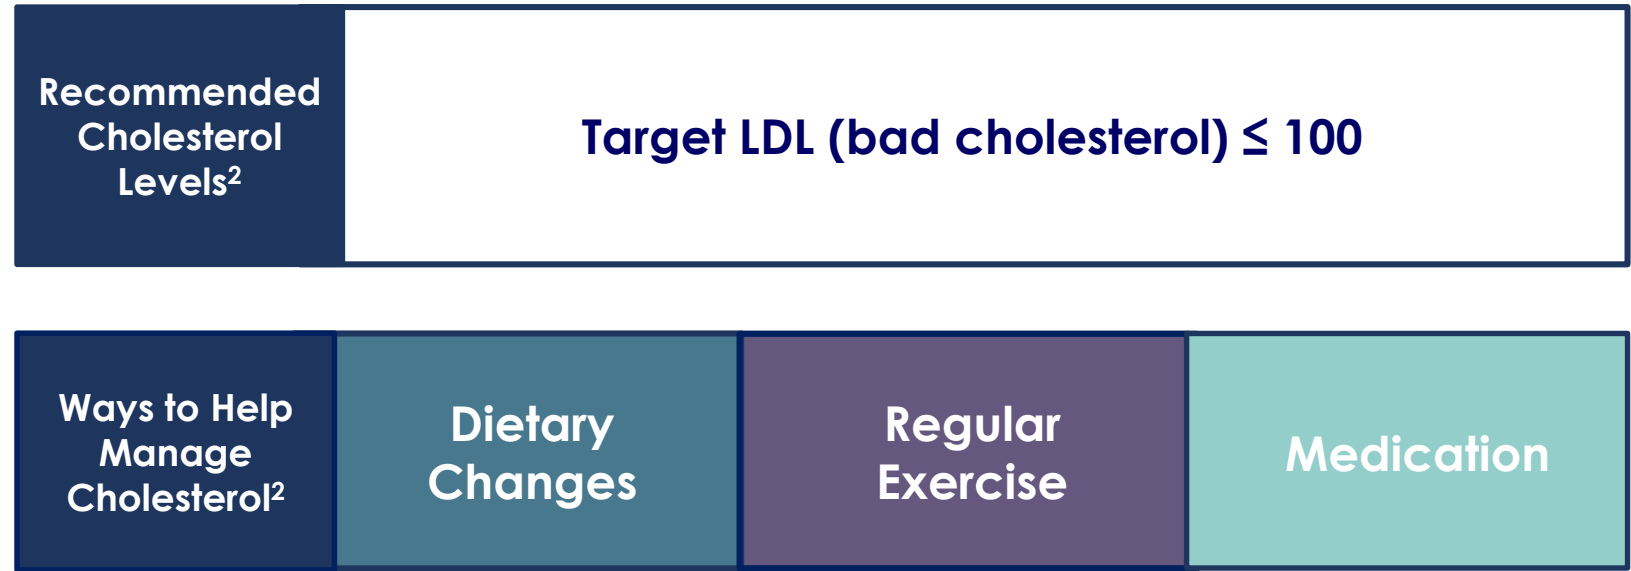 Recommended
Cholesterol
Levels²
Target LDL (bad cholesterol) ≤ 100
Ways to Help
Manage
Cholesterol²
Dietary
Changes
Regular
Exercise
Medication